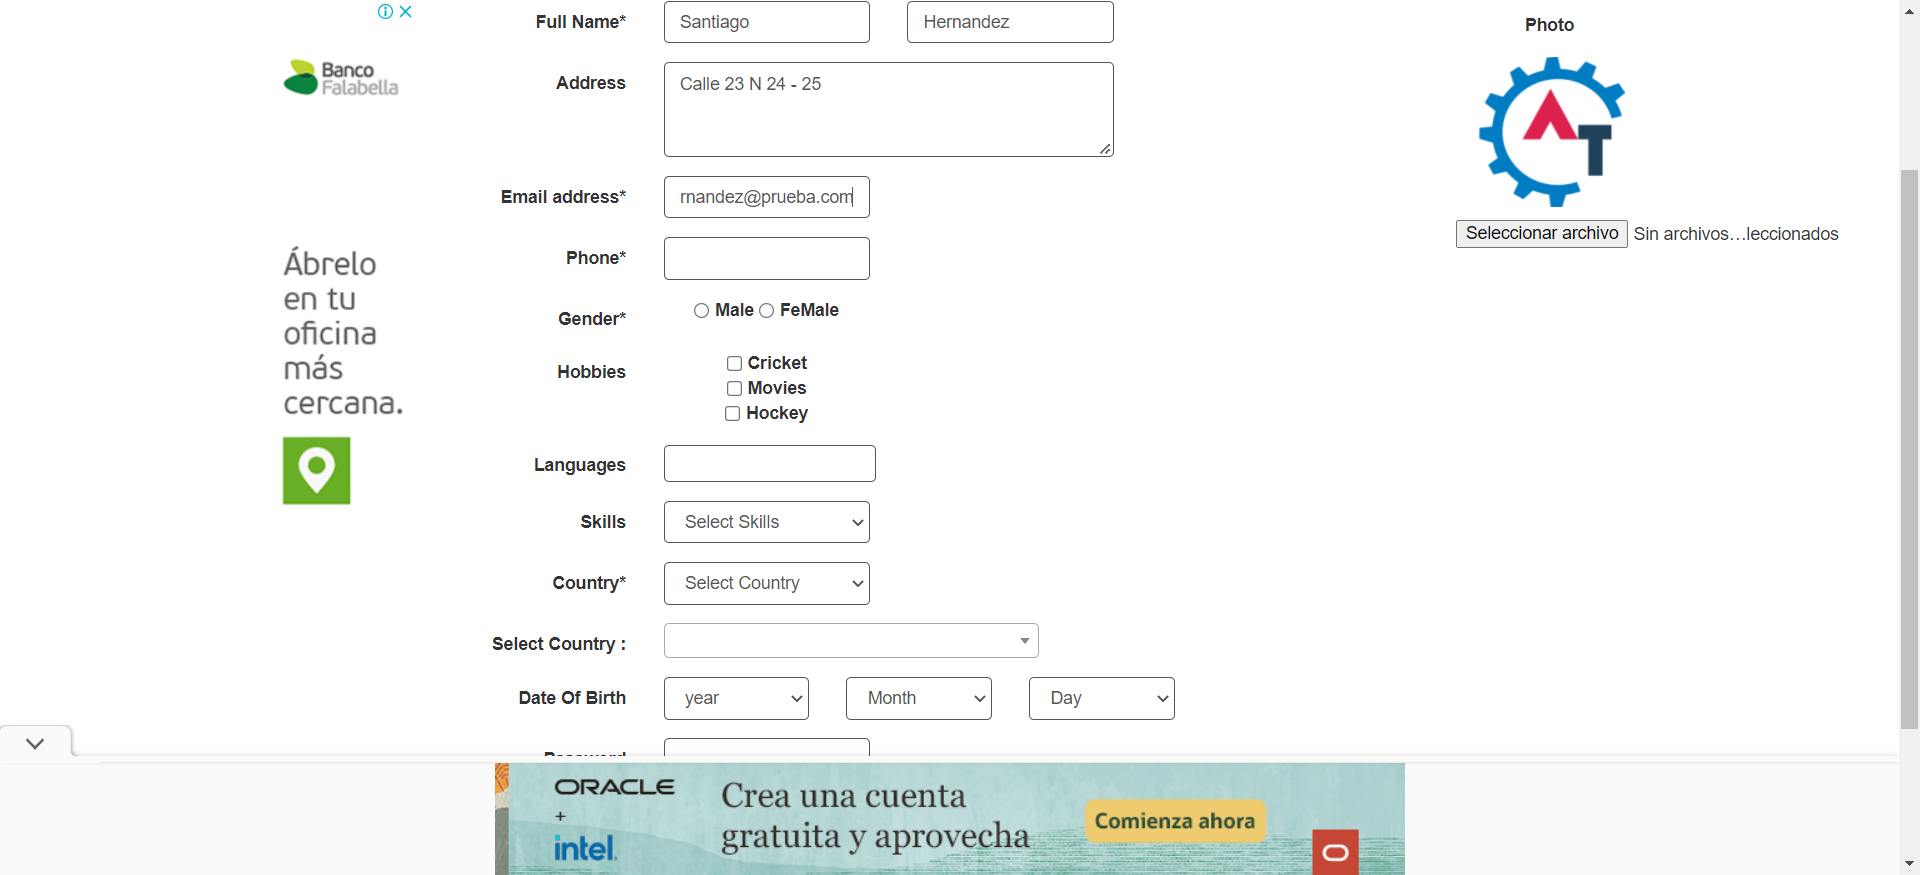 Full Name*
Santiago
Hernandez
Photo
Banco
Falabella
Address
Calle 23 N 24 - 25
AT
Email address*
rnandez@prueba.com
Seleccionar archivo
Sin archivos...leccionados
Phone*
Ábrelo
en tu
oficina
más
cercana.
Gender*
Male
FeMale
Hobbies
Cricket
Movies
Hockey
Languages
Skills
Select Skills
Country*
Select Country
Select Country :
Date Of Birth
year
Month
Day
Password
ORACLE
+
intel.
Crea una cuenta
gratuita y aprovecha
Comienza ahora